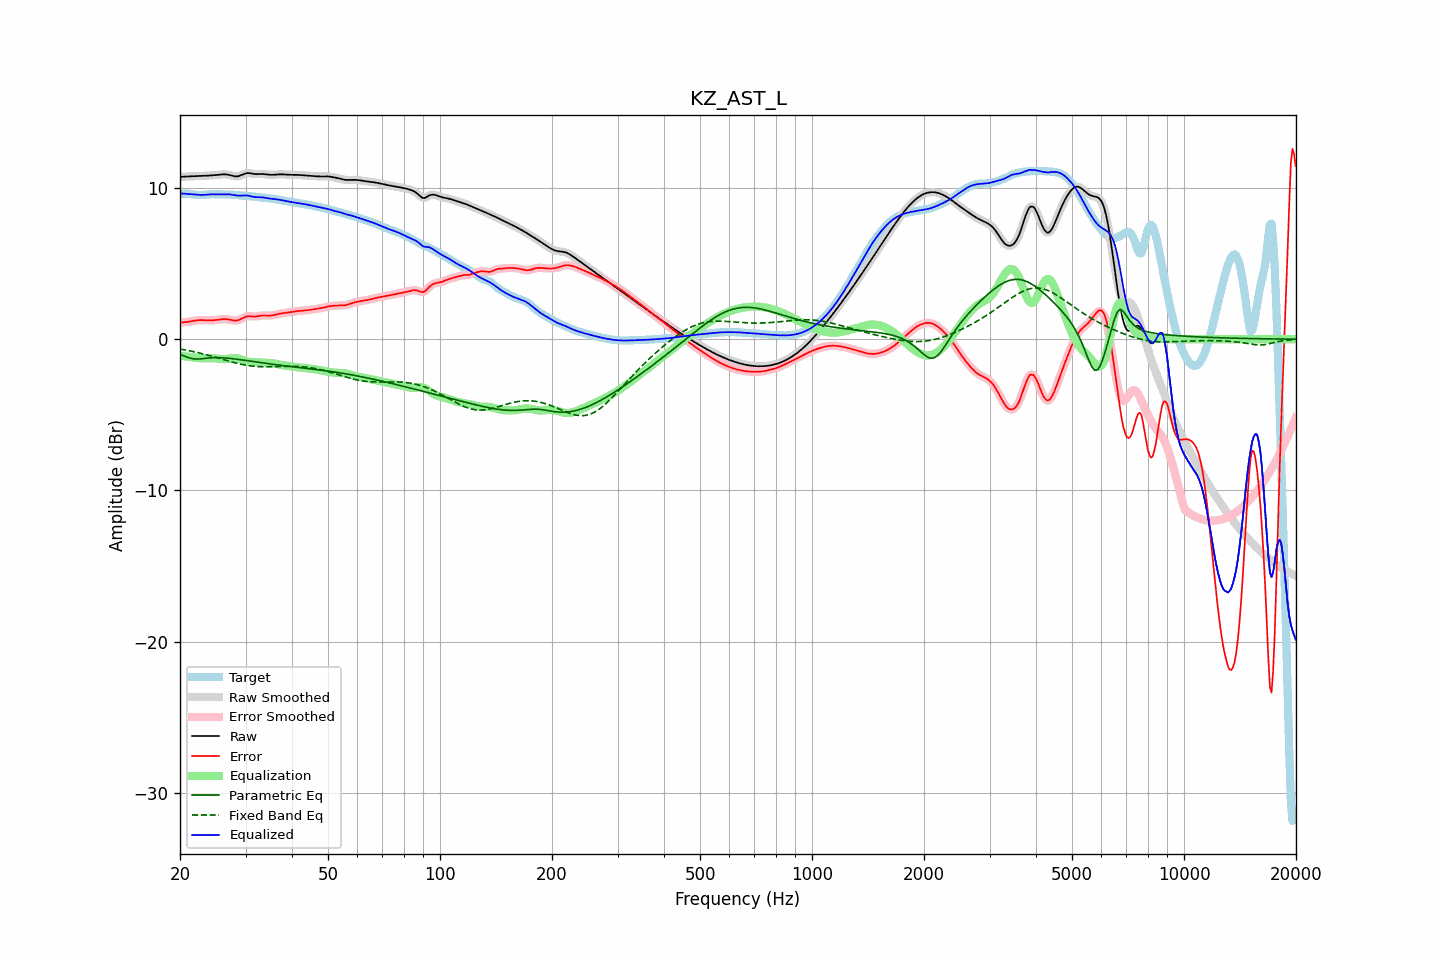 KZ_AST_L
Amplitude (dBr)
10
0
−10
−20
−30
Target
Raw Smoothed
Error Smoothed
Raw
Error
Equalization
Parametric Eq
Fixed Band Eq
Equalized
20 50 100 200 500 1000 2000 5000 10000 20000
Frequency (Hz)